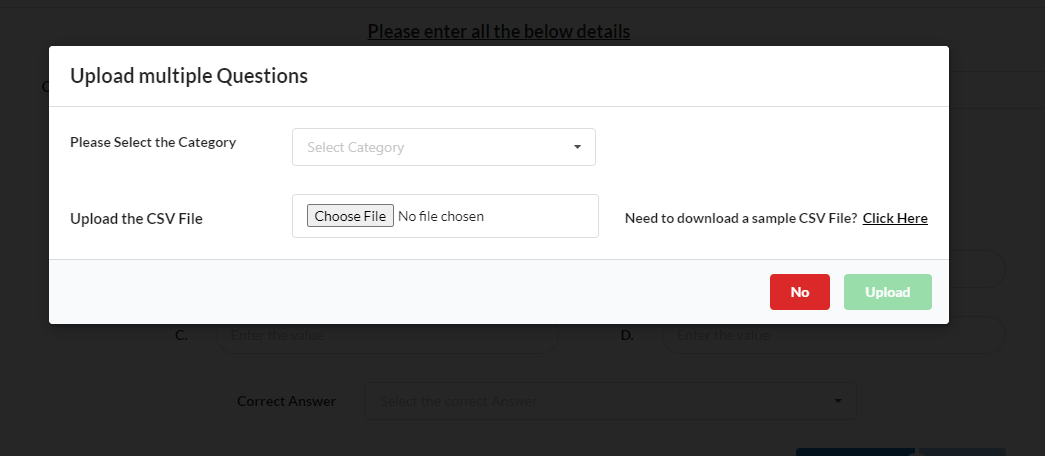 Please enter all the below details
Upload multiple Questions
Please Select the Category
Select Category
Upload the CSV File
Choose File No file chosen
Need to download a sample CSV File? Click Here
No
Upload
C.
Enter the value
D.
Enter the value
Correct Answer
Select the correct Answer